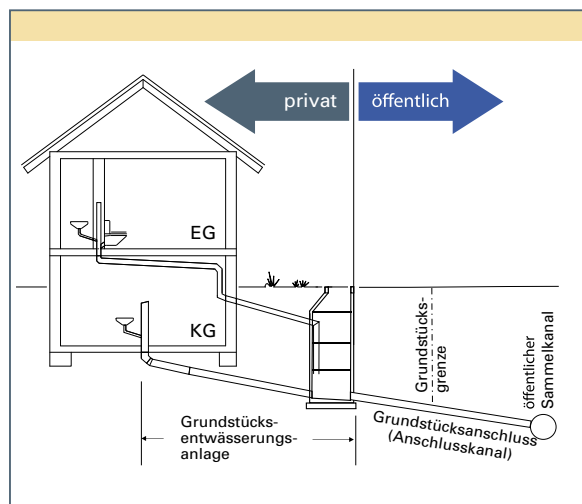 privat
öffentlich
EG
KG
Grundstücks-
grenze
öffentlicher
Sammelkanal
Grundstücks-
entwässerungs-
anlage
Grundstücksanschluss
(Anschlusskanal)